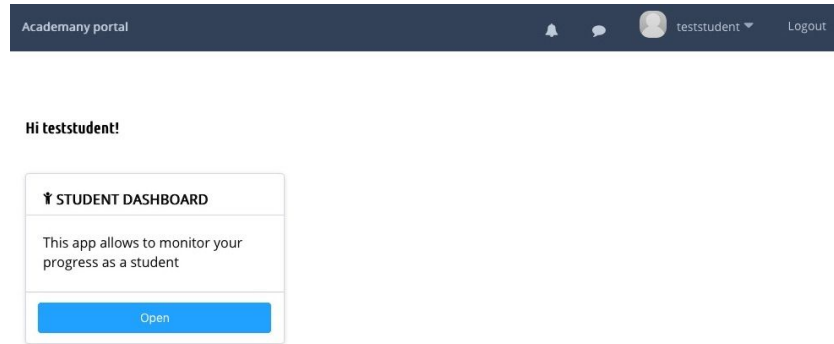 Academany portal
teststudent
Logout
Hi teststudent!
STUDENT DASHBOARD
This app allows to monitor your
progress as a student
Open